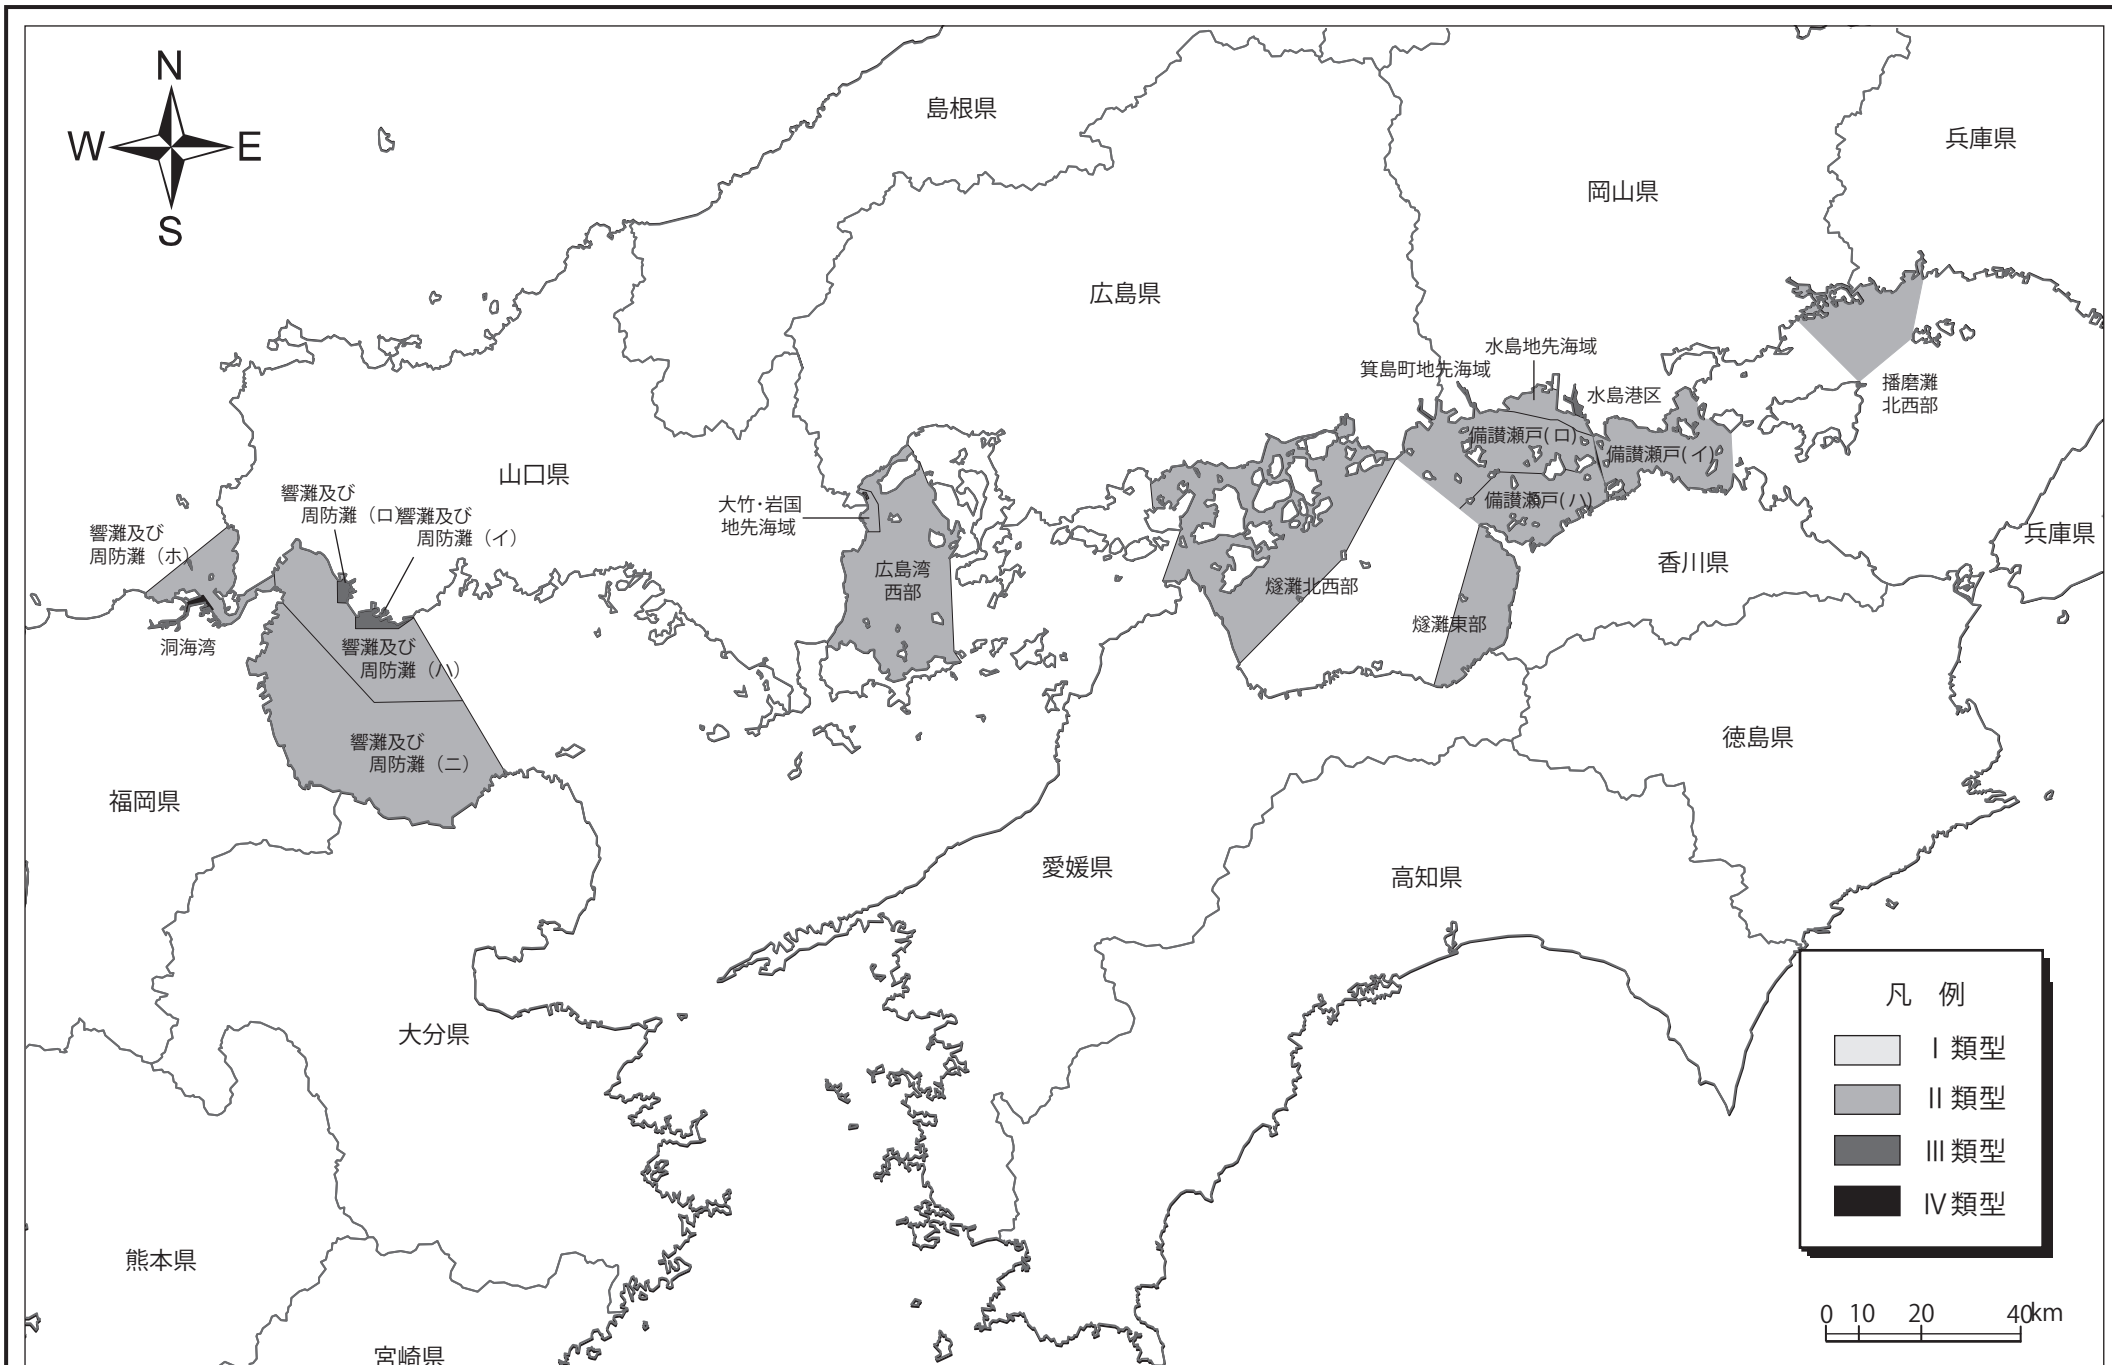 N
W
E
S
島根県
兵庫県
岡山県
広島県
水島地先海域
箕島町地先海域
水島港区
播磨灘
北西部
備讃瀬戸(ロ)
備讃瀬戸(イ)
備讃瀬戸(ハ)
山口県
響灘及び
周防灘（ロ）
響灘及び
周防灘（イ）
大竹・岩国
地先海域
響灘及び
周防灘（ホ）
兵庫県
香川県
広島湾
西部
燧灘北西部
燧灘東部
洞海湾
響灘及び
周防灘（ハ）
響灘及び
周防灘（ニ）
徳島県
福岡県
愛媛県
高知県
大分県
熊本県
宮崎県
凡 例
Ⅰ類型
Ⅱ類型
Ⅲ類型
Ⅳ類型
0 10 20 40km